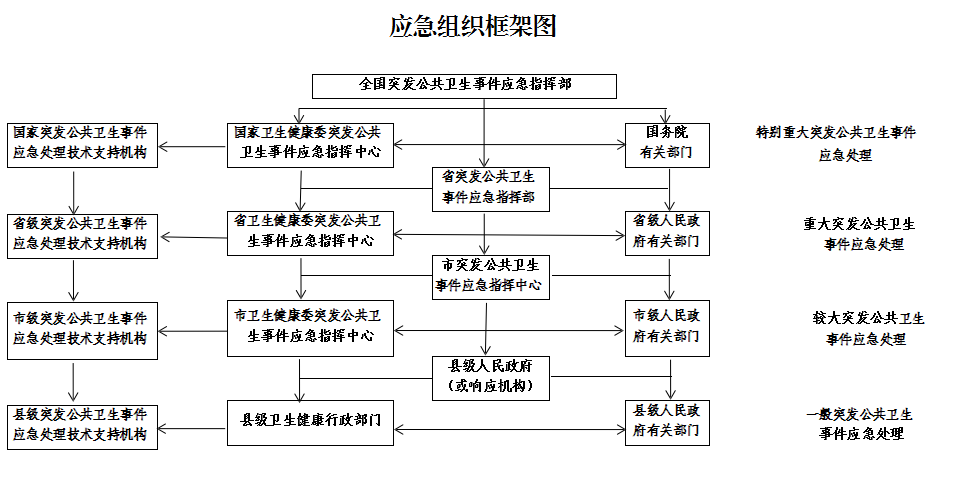 应急组织框架图
全国突发公共卫生事件应急指挥部
国家突发公共卫生事件
应急处理技术支持机构
国家卫生健康委突发公共
卫生事件应急指挥中心
国务院
有关部门
特别重大突发公共卫生事件
应急处理
省突发公共卫生
事件应急指挥部
省级突发公共卫生事件
应急处理技术支持机构
省卫生健康委突发公共卫
生事件应急指挥中心
省级人民政
府有关部门
重大突发公共卫生
事件应急处理
市突发公共卫生
事件应急指挥中心
市级突发公共卫生事件
应急处理技术支持机构
市卫生健康委突发公共卫
生事件应急指挥中心
市级人民政
府有关部门
较大突发公共卫生
事件应急处理
县级人民政府
（或响应机构）
县级突发公共卫生事件
应急处理技术支持机构
县级卫生健康行政部门
县级人民政
府有关部门
一般突发公共卫生
事件应急处理